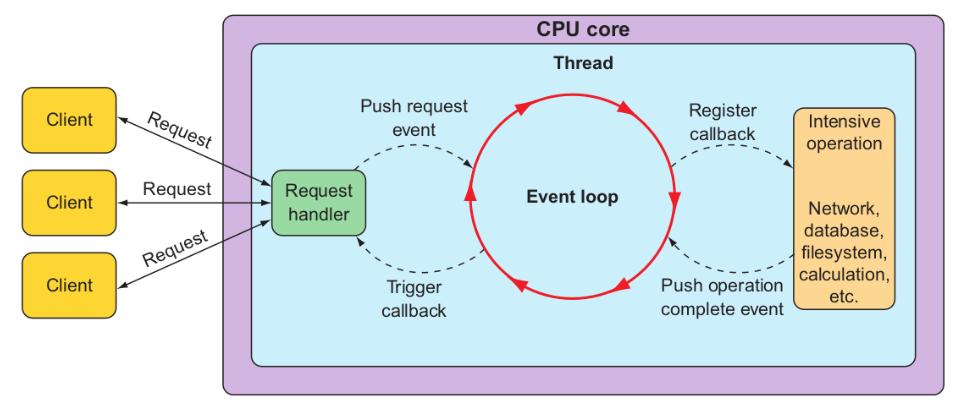 CPU core
Thread
Client
Client
Client
Request
Request
Request
Request
handler
Push request
event
Trigger
callback
Event loop
Register
callback
Push operation
complete event
Intensive
operation
Network,
database,
filesystem,
calculation,
etc.